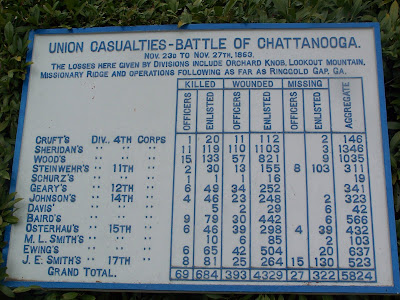 UNION CASUALTIES-BATTLE OF CHATTANOOGA.
NOV. 23D TO NOV. 27TH, 1863.
THE LOSSES HERE GIVEN BY DIVISIONS INCLUDE ORCHARD KNOB, LOOKOUT MOUNTAIN,
MISSIONARY RIDGE AND OPERATIONS FOLLOWING AS FAR AS RINGGOLD GAP, GA.
KILLED WOUNDED MISSING
OFFICERS ENLISTED OFFICERS ENLISTED OFFICERS ENLISTED AGGREGATE
CRUFT'S DIV., 4TH CORPS 1 20 11 112 2 146
SHERIDAN'S " " " 11 119 110 1103 3 1346
WOOD'S " " " 15 133 57 821 9 1035
STEINWEHR'S " 11TH " 2 30 13 155 8 103 311
SCHURZ'S " " " 1 1 1 16 19
GEARY'S " 12TH " 6 49 34 252 341
JOHNSON'S " 14TH " 4 46 23 248 2 323
DAVIS' " " " 5 2 29 6 42
BAIRD'S " " " 9 79 30 442 6 566
OSTERHAU'S " 15TH " 6 46 29 398 4 39 432
M. L. SMITH'S " " " 10 6 85 2 103
EWING'S " " " 6 65 42 504 20 637
J. E. SMITH'S " 17TH " 8 81 25 264 15 130 523
GRAND TOTAL. 69 684 393 4329 27 322 5824